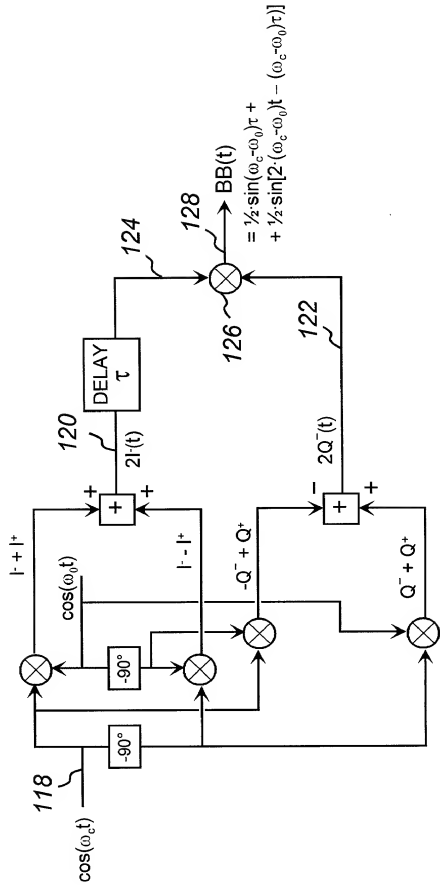 118
cos(ω_c t)
-90°
cos(ω_0 t)
-90°
I⁻ + I⁺
I⁻ - I⁺
-Q⁻ + Q⁺
Q⁻ + Q⁺
+
+
+
−
+
+
120
2I⁻(t)
2Q⁻(t)
DELAY
τ
124
122
126
128
BB(t)
= ½·sin(ω_c-ω_0)τ +
+ ½·sin[2·(ω_c-ω_0)t − (ω_c-ω_0)τ)]